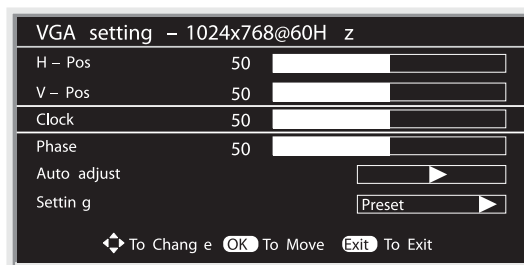 VGA setting – 1024x768@60H z
H – Pos 50
V – Pos 50
Clock 50
Phase 50
Auto adjust
Settin g Preset
To Chang e OK To Move Exit To Exit